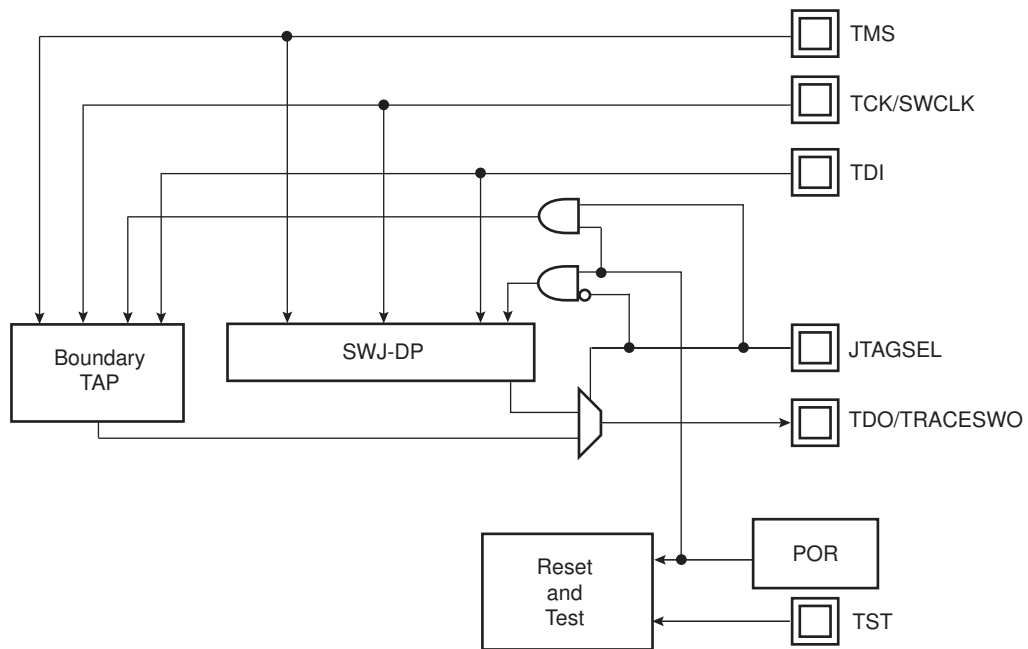 TMS
TCK/SWCLK
TDI
Boundary
TAP
SWJ-DP
JTAGSEL
TDO/TRACESWO
Reset
and
Test
POR
TST